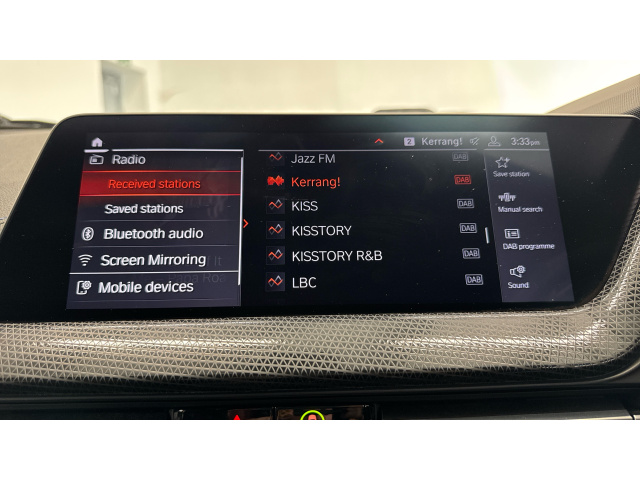 2 Kerrang! 3:33pm
Radio
Received stations
Saved stations
Bluetooth audio
Screen Mirroring
Mobile devices
Jazz FM DAB
Kerrang! DAB
KISS DAB
KISSTORY DAB
KISSTORY R&B DAB
LBC DAB
Save station
Manual search
DAB programme
Sound